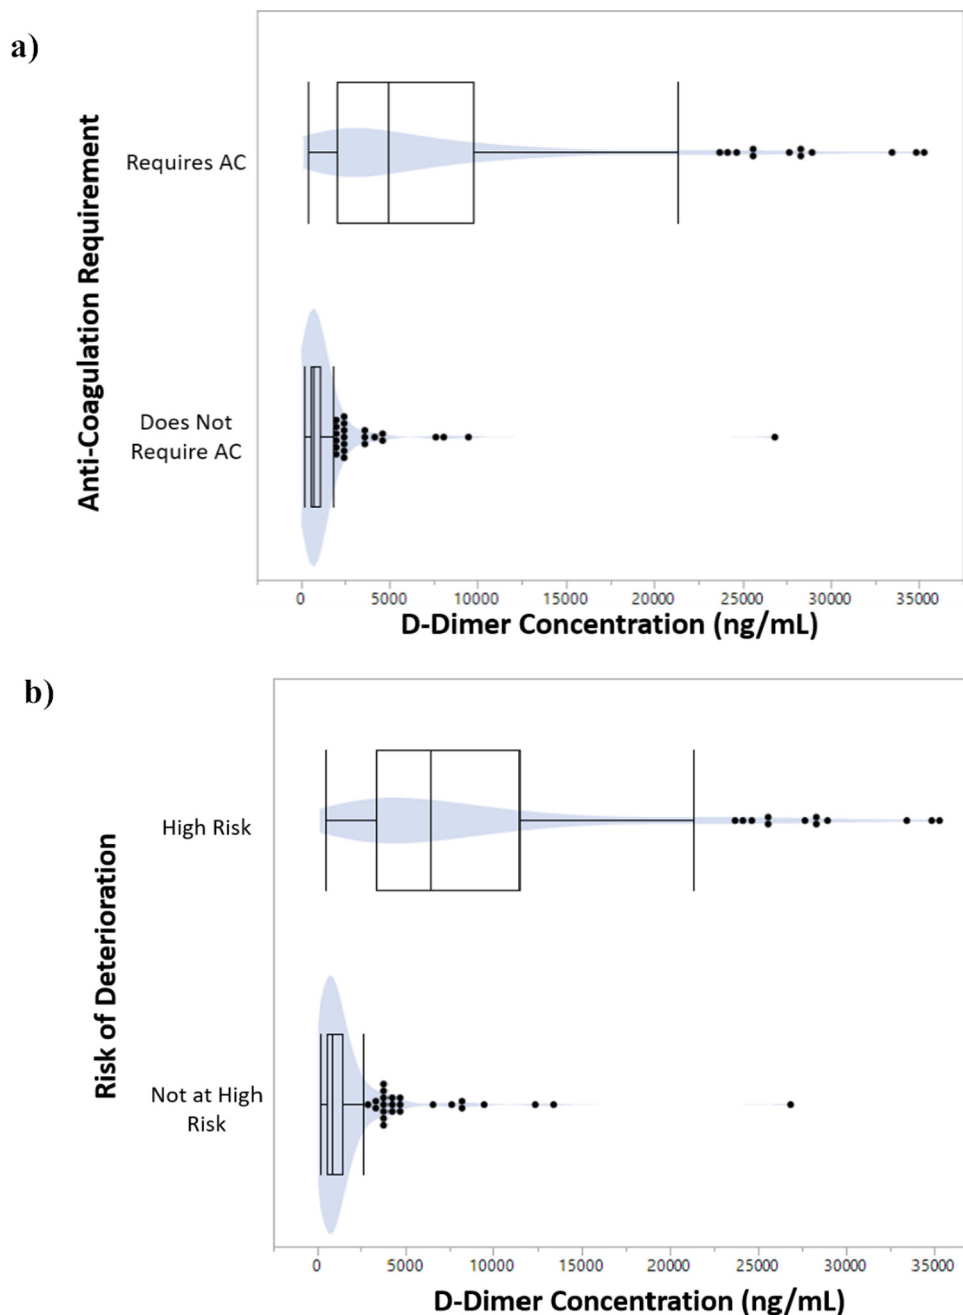 a)
Anti-Coagulation Requirement
Requires AC
Does Not
Require AC
0 5000 10000 15000 20000 25000 30000 35000
D-Dimer Concentration (ng/mL)
b)
Risk of Deterioration
High Risk
Not at High
Risk
0 5000 10000 15000 20000 25000 30000 35000
D-Dimer Concentration (ng/mL)